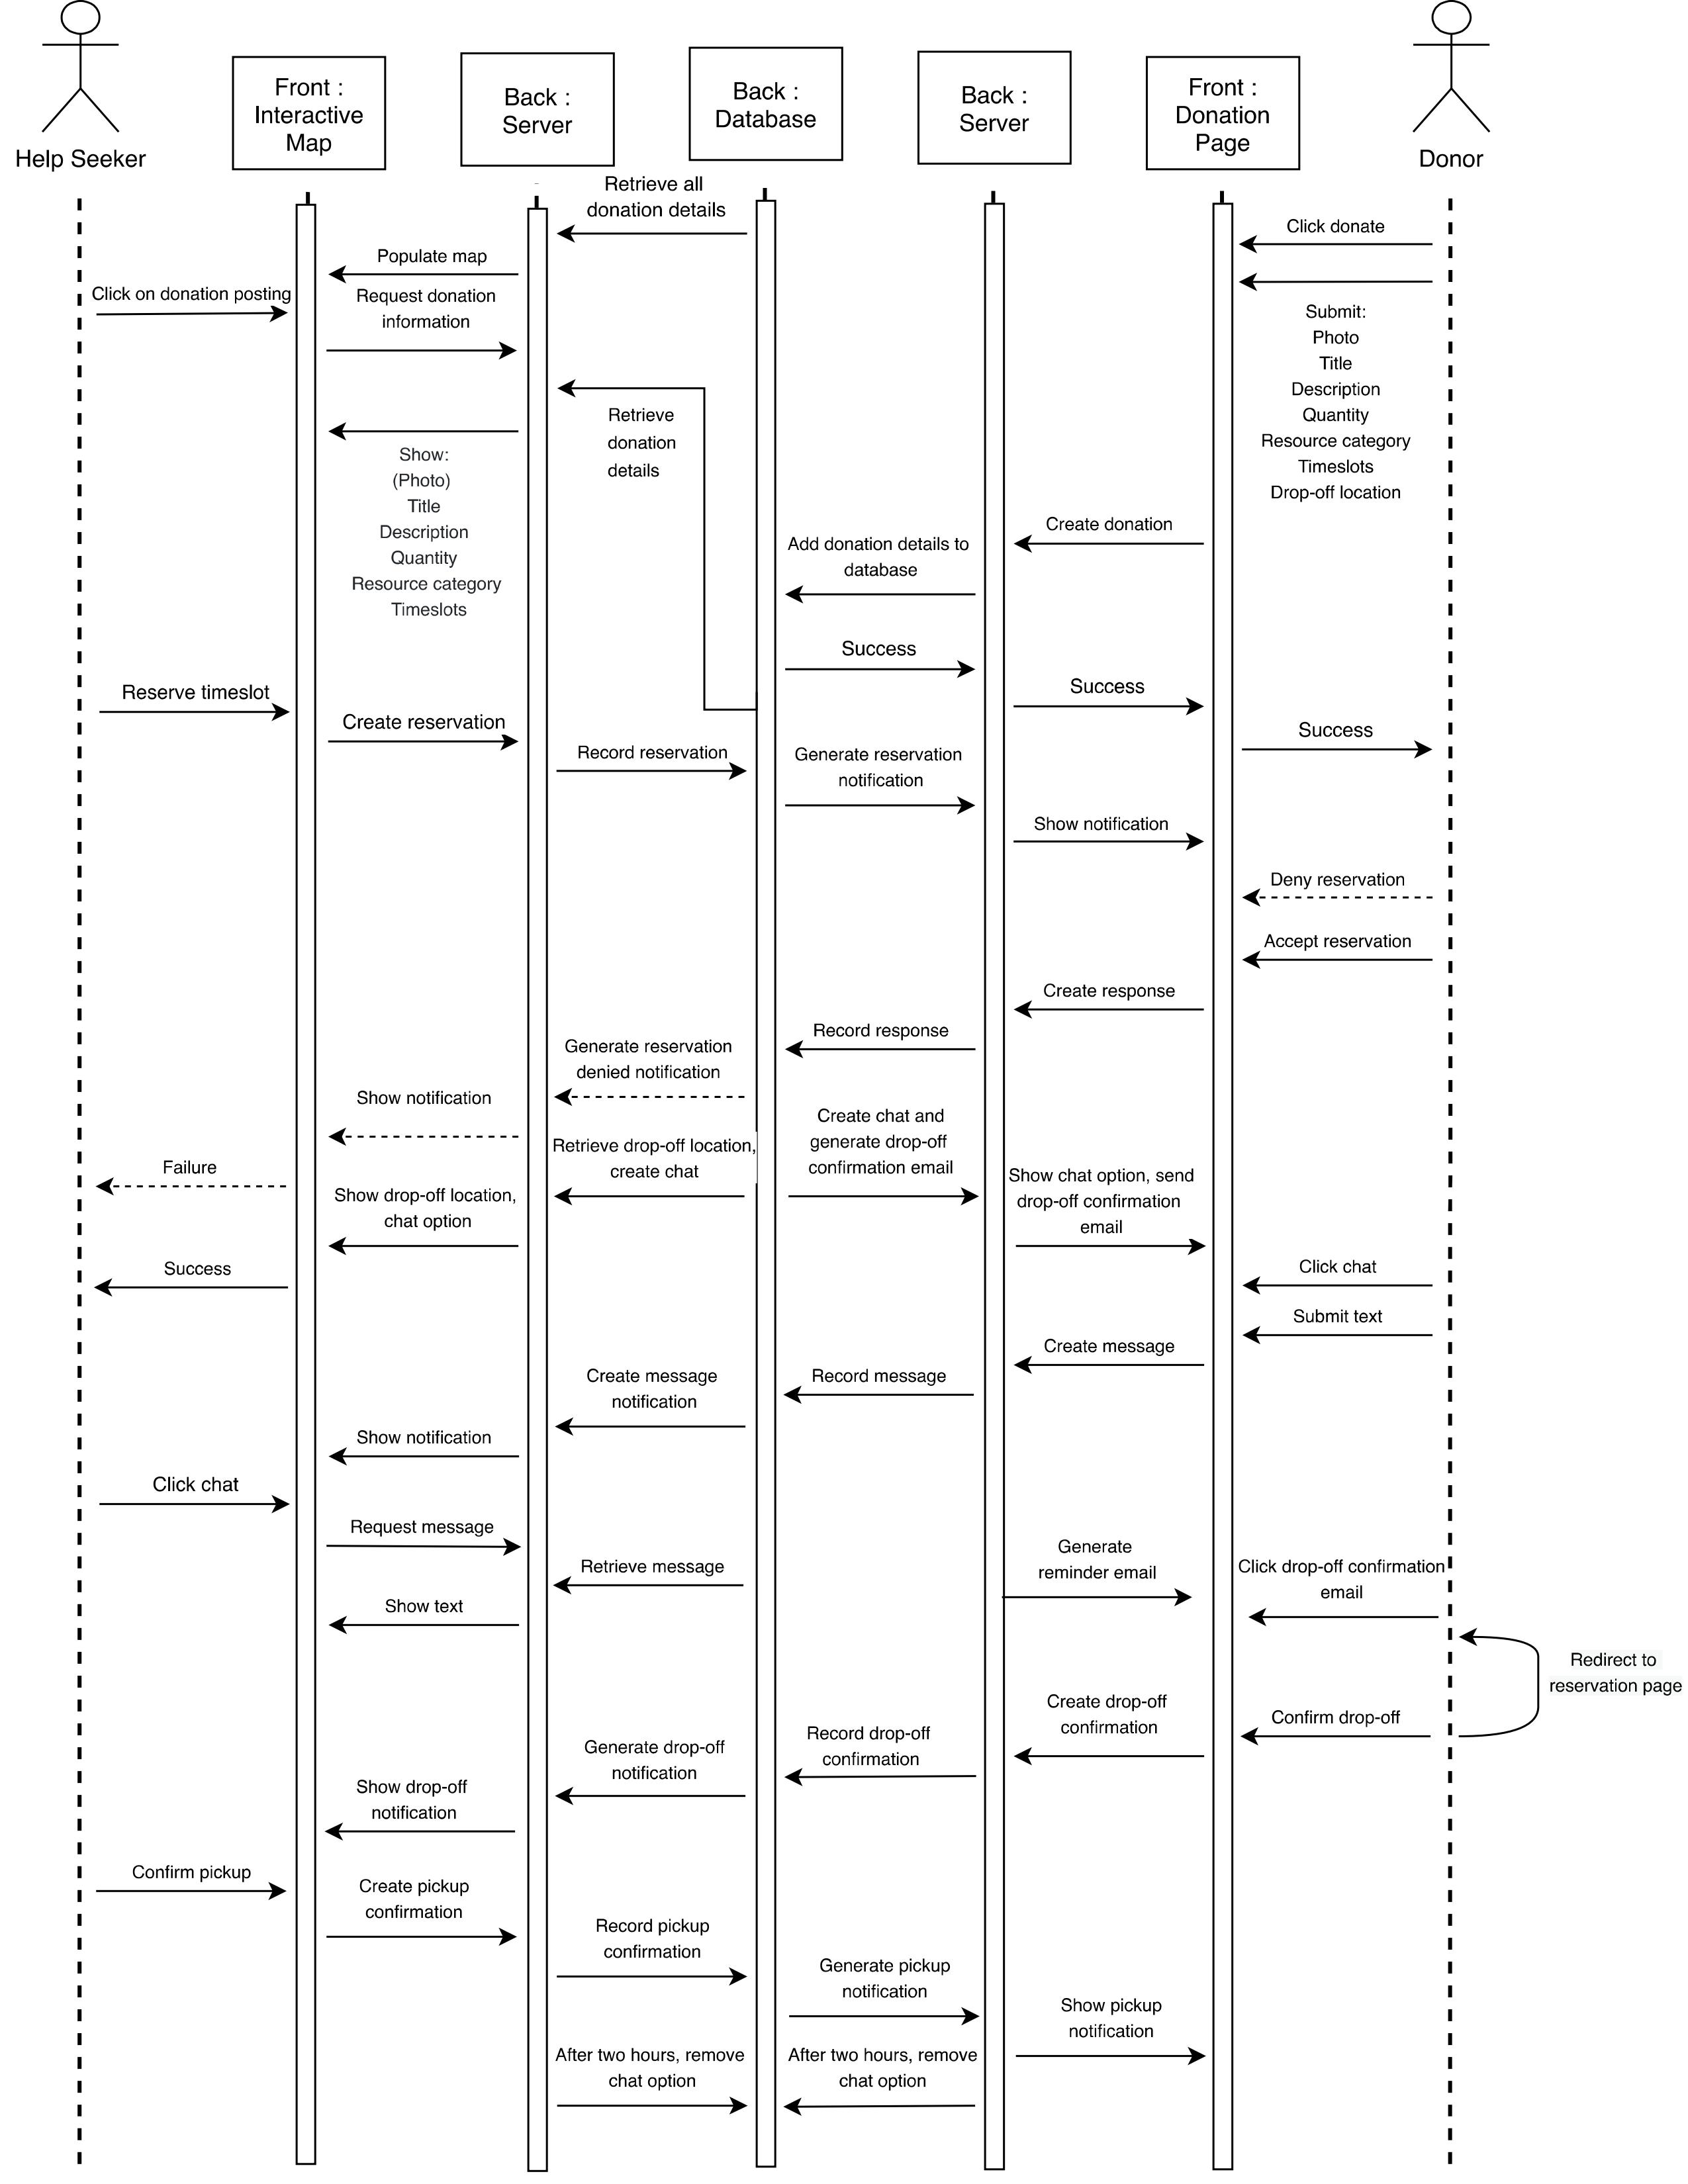 Help Seeker
Front :
Interactive
Map
Back :
Server
Back :
Database
Back :
Server
Front :
Donation
Page
Donor
Retrieve all
donation details
Click donate
Populate map
Click on donation posting
Request donation
information
Submit:
Photo
Title
Description
Quantity
Resource category
Timeslots
Drop-off location
Retrieve
donation
details
Show:
(Photo)
Title
Description
Quantity
Resource category
Timeslots
Create donation
Add donation details to
database
Success
Success
Reserve timeslot
Create reservation
Success
Record reservation
Generate reservation
notification
Show notification
Deny reservation
Accept reservation
Create response
Record response
Generate reservation
denied notification
Show notification
Create chat and
generate drop-off
confirmation email
Retrieve drop-off location,
create chat
Failure
Show chat option, send
drop-off confirmation
email
Show drop-off location,
chat option
Success
Click chat
Submit text
Create message
Record message
Create message
notification
Show notification
Click chat
Request message
Generate
reminder email
Retrieve message
Click drop-off confirmation
email
Show text
Redirect to
reservation page
Create drop-off
confirmation
Confirm drop-off
Record drop-off
confirmation
Generate drop-off
notification
Show drop-off
notification
Confirm pickup
Create pickup
confirmation
Record pickup
confirmation
Generate pickup
notification
Show pickup
notification
After two hours, remove
chat option
After two hours, remove
chat option